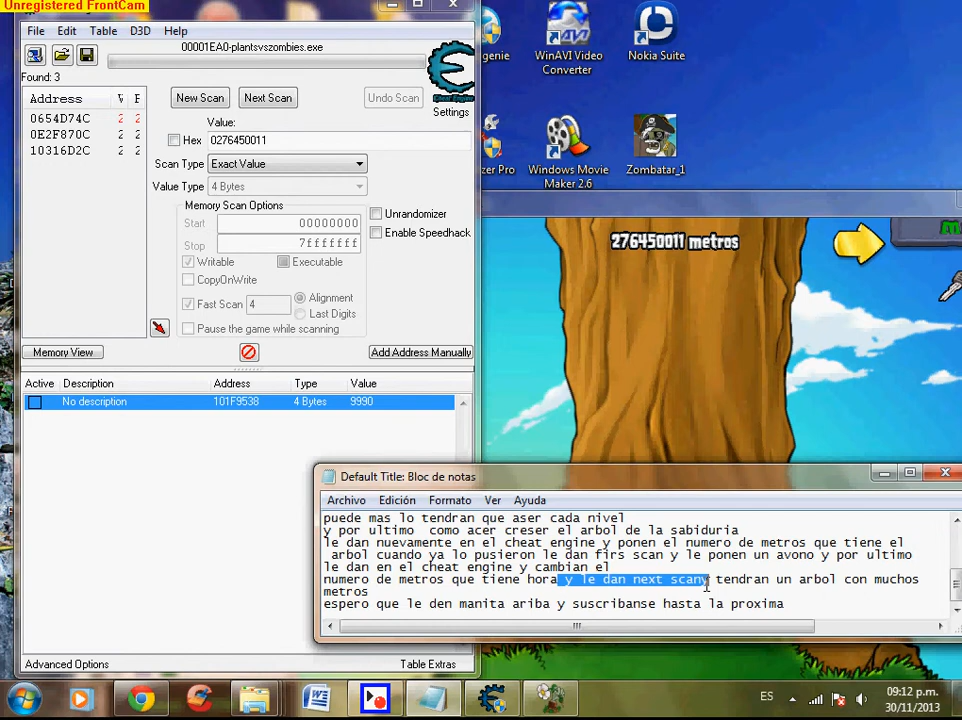 Unregistered FrontCam
File Edit Table D3D Help
00001EA0-plantsvszombies.exe
Found: 3
Address V P
0654D74C 2 2
0E2F870C 2 2
10316D2C 2 2
New Scan Next Scan Undo Scan
Cheat Engine
Settings
Value:
Hex 0276450011
Scan Type Exact Value
Value Type 4 Bytes
Memory Scan Options
Start 00000000
Stop 7fffffff
Writable Executable
CopyOnWrite
Fast Scan 4 Alignment
Last Digits
Pause the game while scanning
Unrandomizer
Enable Speedhack
Memory View Add Address Manually
Active Description Address Type Value
No description 101F9538 4 Bytes 9990
Advanced Options Table Extras
enie
WinAVI Video
Converter
Nokia Suite
zer Pro
Windows Movie
Maker 2.6
Zombatar_1
276450011 metros
Default Title: Bloc de notas
Archivo Edición Formato Ver Ayuda
puede mas lo tendran que aser cada nivel
y por ultimo como acer creser el arbol de la sabiduria
le dan nuevamente en el cheat engine y ponen el numero de metros que tiene el
arbol cuando ya lo pusieron le dan firs scan y le ponen un avono y por ultimo
le dan en el cheat engine y cambian el
numero de metros que tiene hora y le dan next scany tendran un arbol con muchos
metros
espero que le den manita ariba y suscribanse hasta la proxima
ES
09:12 p.m.
30/11/2013